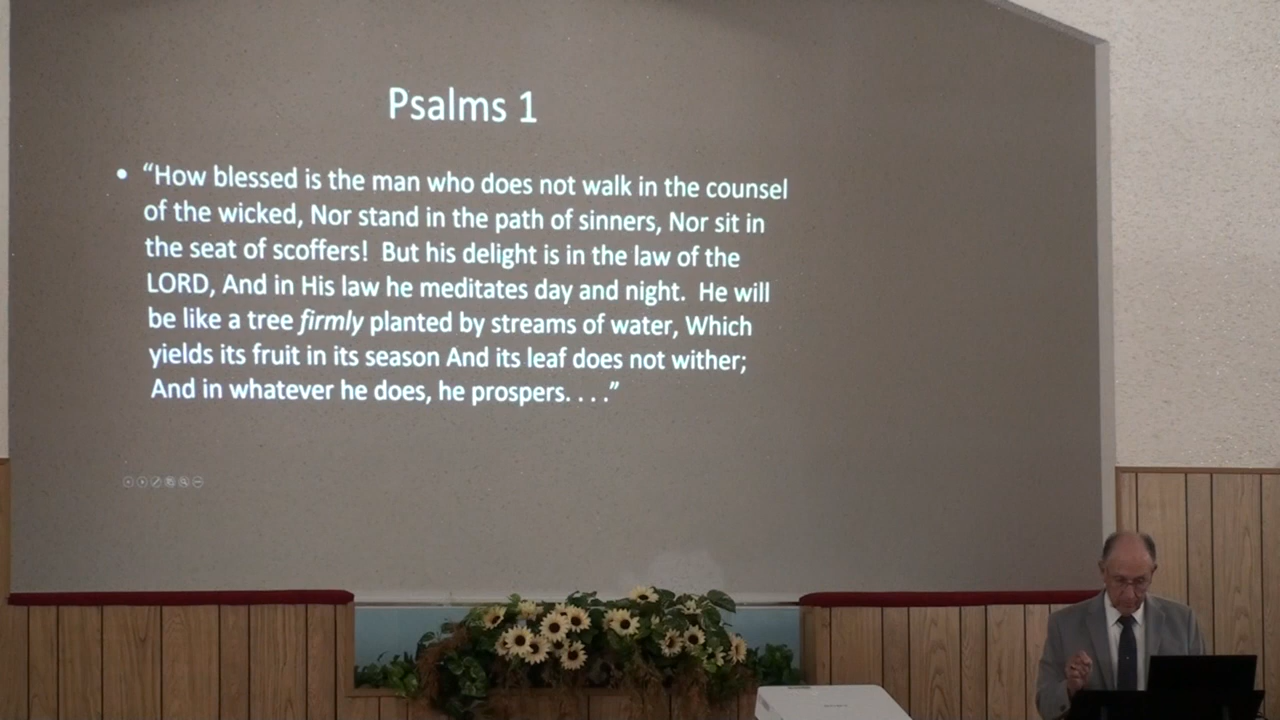 Psalms 1
• “How blessed is the man who does not walk in the counsel
of the wicked, Nor stand in the path of sinners, Nor sit in
the seat of scoffers!  But his delight is in the law of the
LORD, And in His law he meditates day and night.  He will
be like a tree firmly planted by streams of water, Which
yields its fruit in its season And its leaf does not wither;
And in whatever he does, he prospers. . . .”